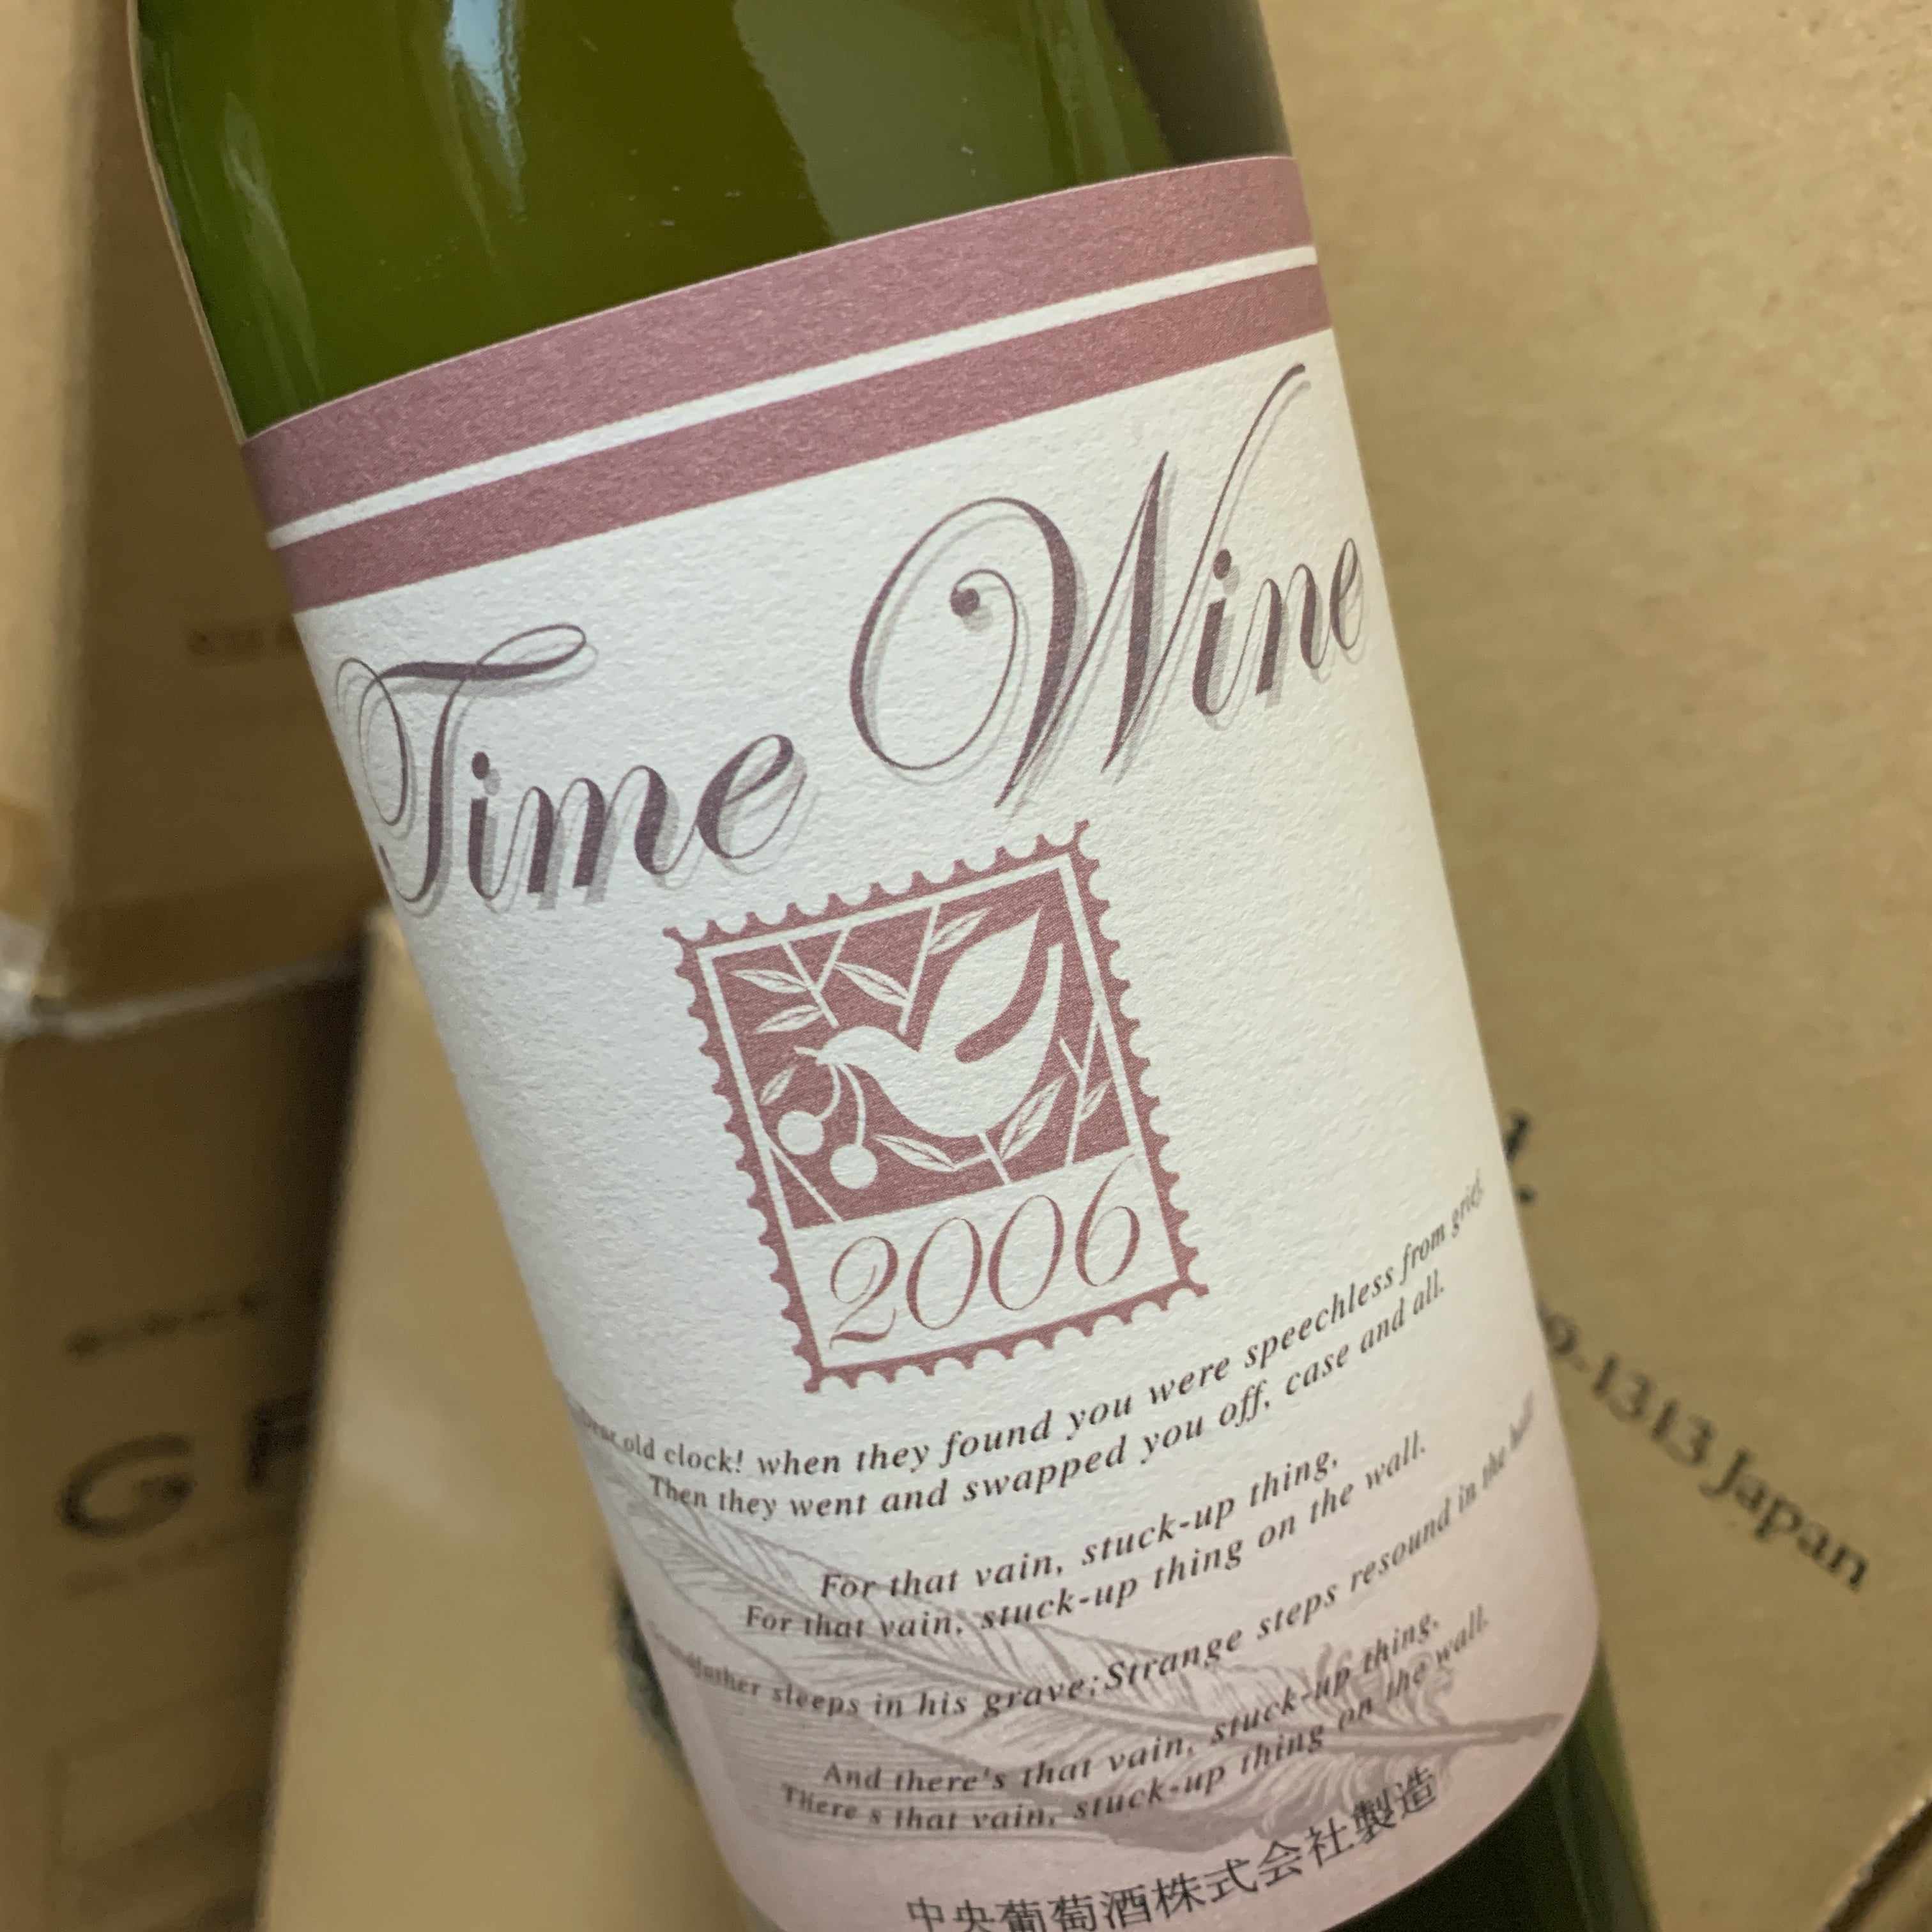 Time Wine
2006
Dear old clock! when they found you were speechless from grief,
Then they went and swapped you off, case and all.
For that vain, stuck-up thing,
For that vain, stuck-up thing on the wall.
Grandfather sleeps in his grave;Strange steps resound in the hall!
And there's that vain, stuck-up thing,
There's that vain, stuck-up thing on the wall.
中央葡萄酒株式会社製造
-1313 Japan